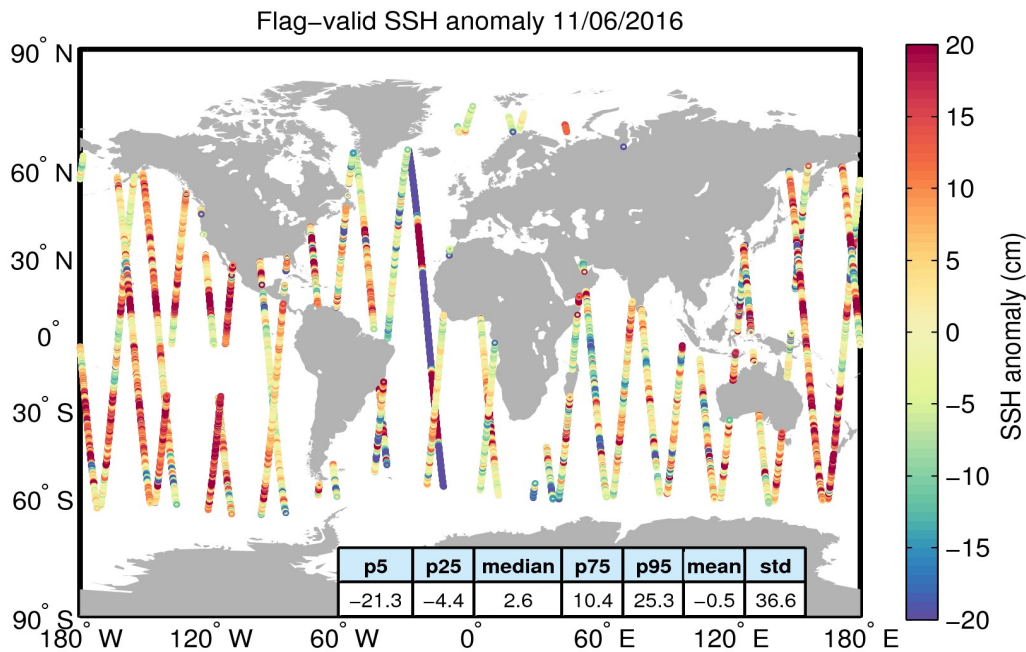 Flag−valid SSH anomaly 11/06/2016
90° N
60° N
30° N
0°
30° S
60° S
90° S
180° W
120° W
60° W
0°
60° E
120° E
180° E
p5 p25 median p75 p95 mean std
−21.3 −4.4 2.6 10.4 25.3 −0.5 36.6
20
15
10
5
0
−5
−10
−15
−20
SSH anomaly (cm)